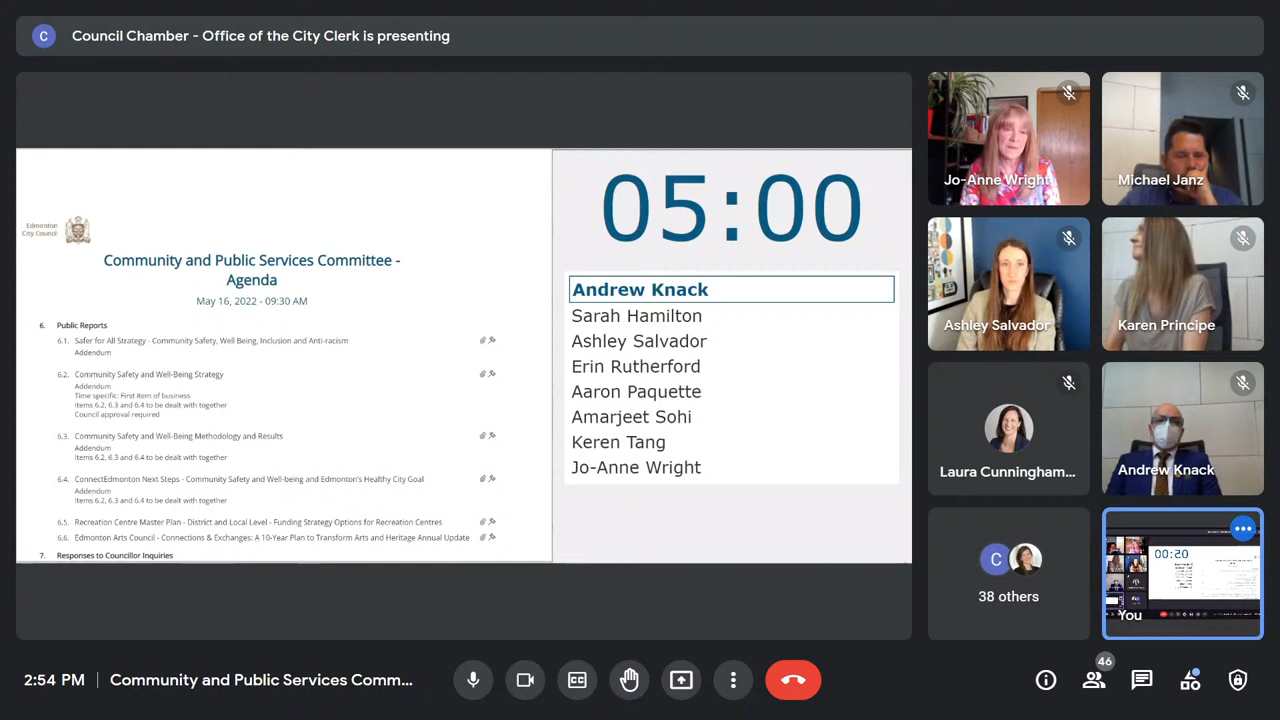 C Council Chamber - Office of the City Clerk is presenting
Edmonton
City Council
Community and Public Services Committee -
Agenda
May 16, 2022 - 09:30 AM
6. Public Reports
6.1. Safer for All Strategy - Community Safety, Well Being, Inclusion and Anti-racism
Addendum
6.2. Community Safety and Well-Being Strategy
Addendum
Time specific: First item of business
Items 6.2, 6.3 and 6.4 to be dealt with together
Council approval required
6.3. Community Safety and Well-Being Methodology and Results
Addendum
Items 6.2, 6.3 and 6.4 to be dealt with together
6.4. ConnectEdmonton Next Steps - Community Safety and Well-being and Edmonton's Healthy City Goal
Addendum
Items 6.2, 6.3 and 6.4 to be dealt with together
6.5. Recreation Centre Master Plan - District and Local Level - Funding Strategy Options for Recreation Centres
6.6. Edmonton Arts Council - Connections & Exchanges: A 10-Year Plan to Transform Arts and Heritage Annual Update
7. Responses to Councillor Inquiries
05:00
Andrew Knack
Sarah Hamilton
Ashley Salvador
Erin Rutherford
Aaron Paquette
Amarjeet Sohi
Keren Tang
Jo-Anne Wright
Jo-Anne Wright
Michael Janz
Ashley Salvador
Karen Principe
Laura Cunningham...
Andrew Knack
C
38 others
00:20
You
2:54 PM
Community and Public Services Comm...
CC
46